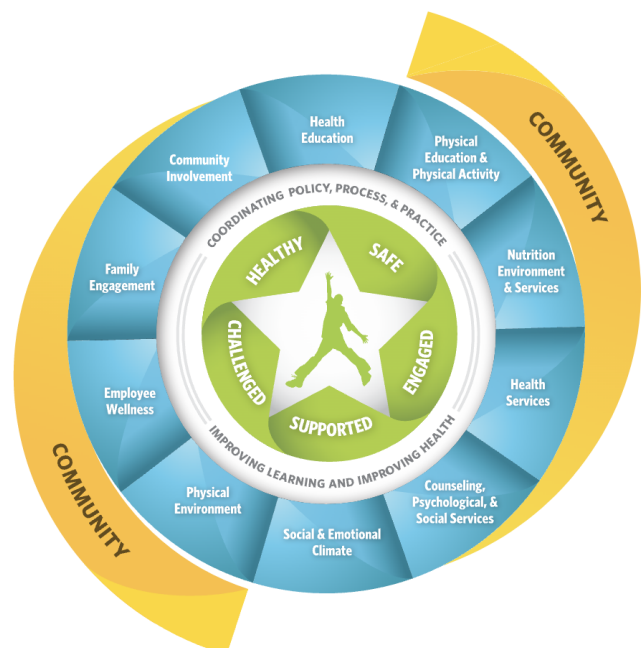 COMMUNITY
Health
Education
Physical
Education &
Physical Activity
Nutrition
Environment
& Services
Health
Services
Counseling,
Psychological, &
Social Services
Social & Emotional
Climate
Physical
Environment
Employee
Wellness
Family
Engagement
Community
Involvement
COORDINATING POLICY, PROCESS, & PRACTICE
IMPROVING LEARNING AND IMPROVING HEALTH
HEALTHY
SAFE
ENGAGED
SUPPORTED
CHALLENGED
COMMUNITY